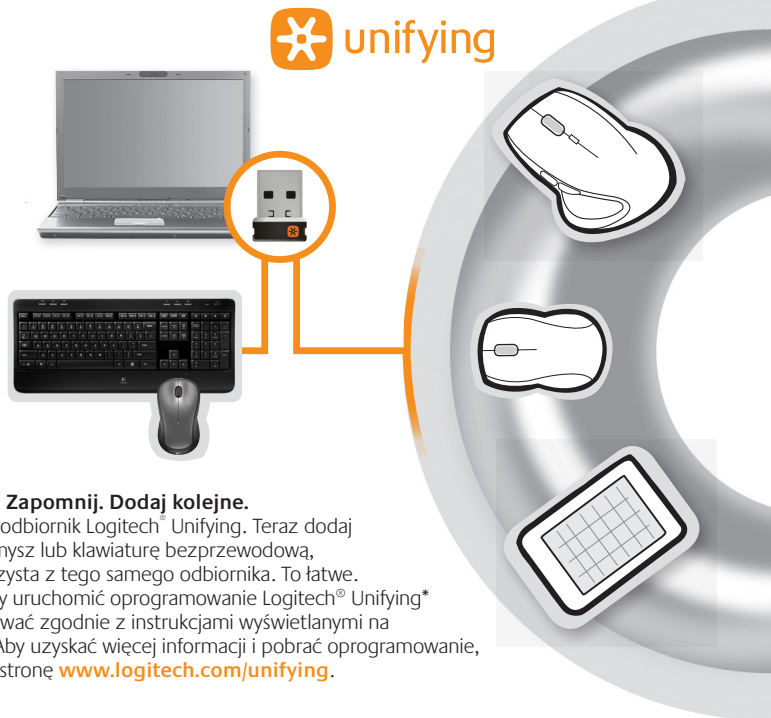 unifying
Zapomnij. Dodaj kolejne.
odbiornik Logitech® Unifying. Teraz dodaj
mysz lub klawiaturę bezprzewodową,
zysta z tego samego odbiornika. To łatwe.
y uruchomić oprogramowanie Logitech® Unifying*
wać zgodnie z instrukcjami wyświetlanymi na
Aby uzyskać więcej informacji i pobrać oprogramowanie,
stronę www.logitech.com/unifying.